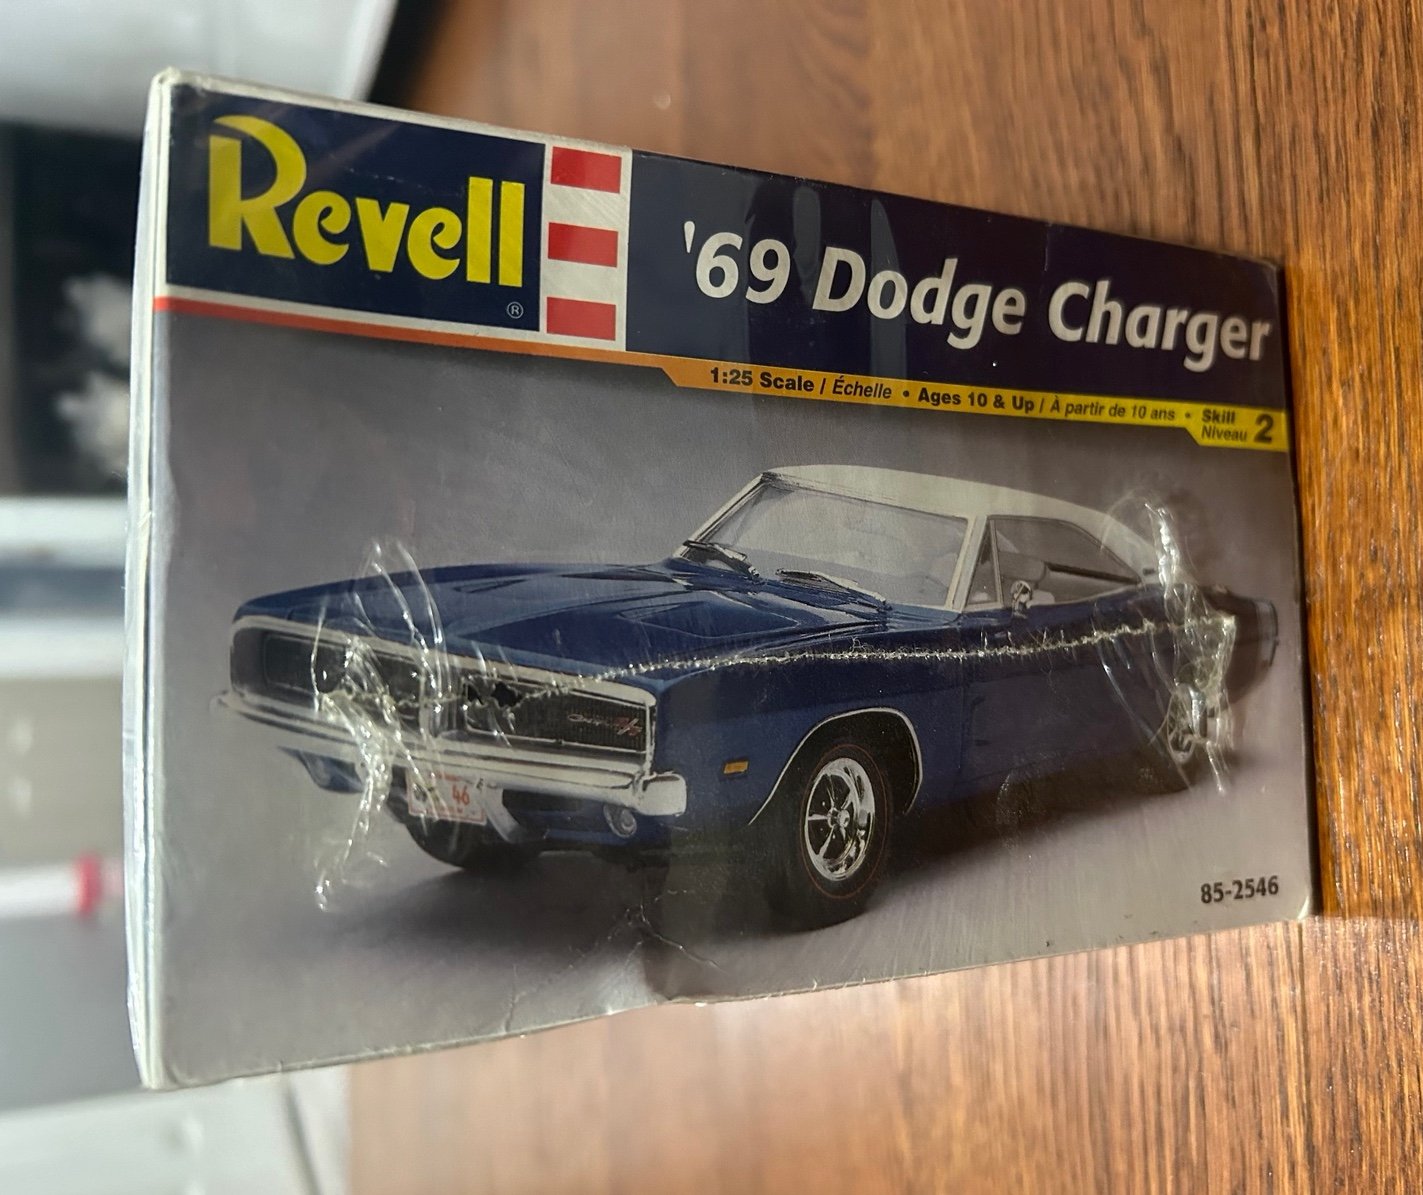 Revell
®
'69 Dodge Charger
1:25 Scale / Échelle • Ages 10 & Up / À partir de 10 ans • Skill
Niveau 2
R/T
46
85-2546